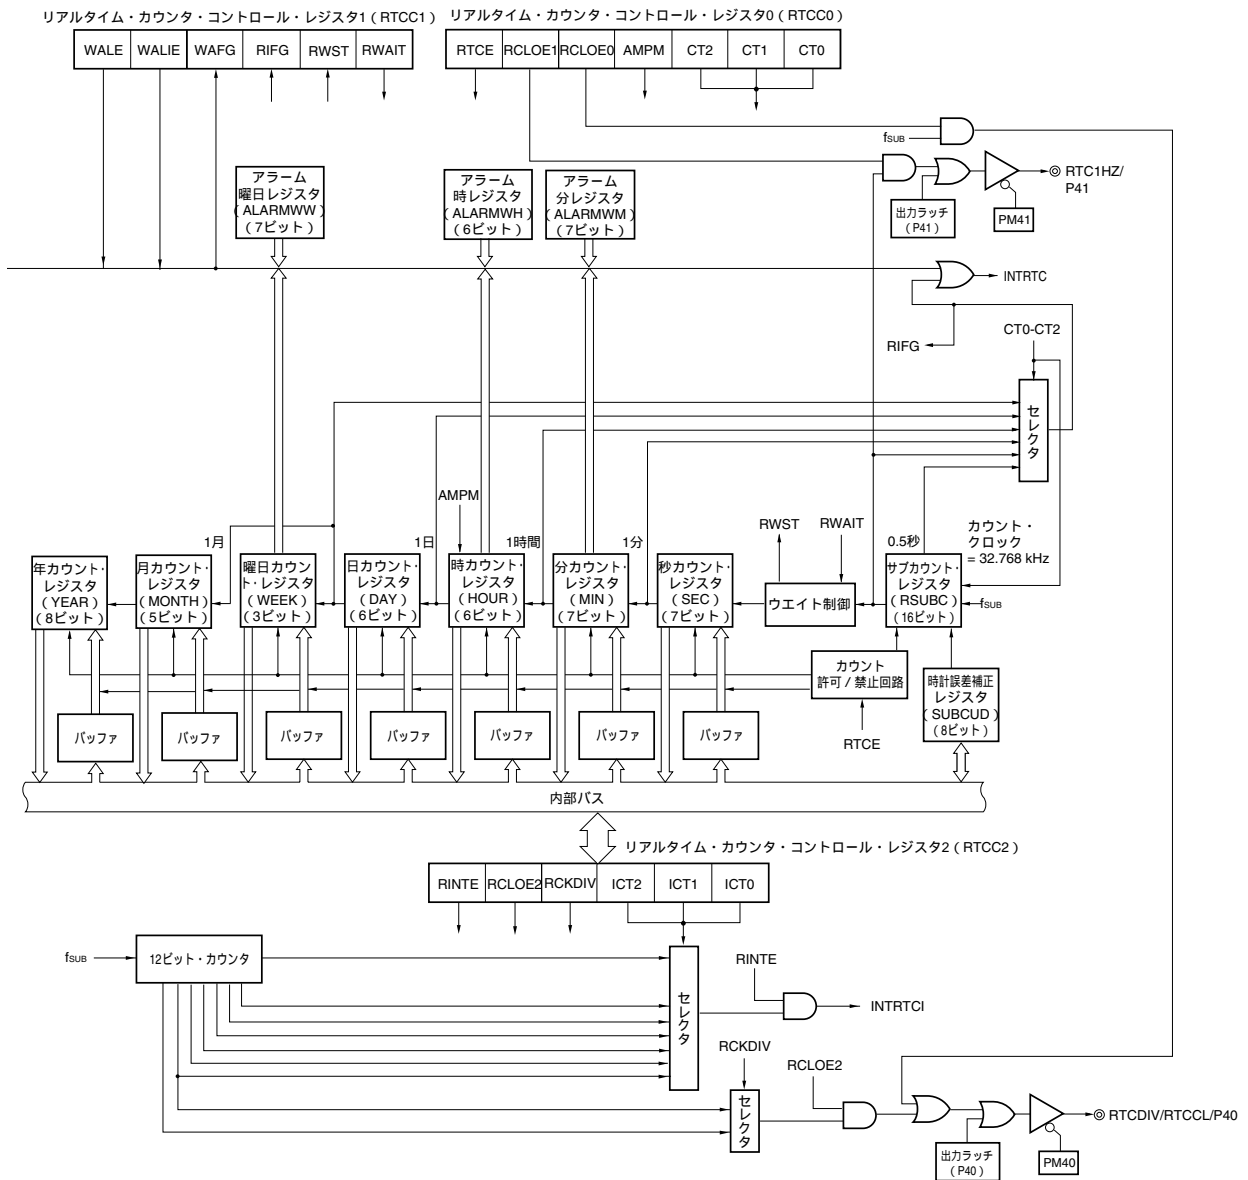 リアルタイム・カウンタ・コントロール・レジスタ1 ( RTCC1 )
リアルタイム・カウンタ・コントロール・レジスタ0 ( RTCC0 )
WALE WALIE WAFG RIFG RWST RWAIT
RTCE RCLOE1 RCLOE0 AMPM CT2 CT1 CT0
fSUB
RTC1HZ/
P41
出力ラッチ
( P41 )
PM41
アラーム
曜日レジスタ
( ALARMWW )
( 7ビット )
アラーム
時レジスタ
( ALARMWH )
( 6ビット )
アラーム
分レジスタ
( ALARMWM )
( 7ビット )
INTRTC
CT0-CT2
RIFG
セレクタ
AMPM
RWST
RWAIT
カウント・
クロック
= 32.768 kHz
1月
1日
1時間
1分
0.5秒
年カウント・
レジスタ
( YEAR )
( 8ビット )
月カウント・
レジスタ
( MONTH )
( 5ビット )
曜日カウン
ト・レジスタ
( WEEK )
( 3ビット )
日カウント・
レジスタ
( DAY )
( 6ビット )
時カウント・
レジスタ
( HOUR )
( 6ビット )
分カウント・
レジスタ
( MIN )
( 7ビット )
秒カウント・
レジスタ
( SEC )
( 7ビット )
ウエイト制御
サブカウント・
レジスタ
( RSUBC )
( 16ビット )
fSUB
カウント
許可 / 禁止回路
RTCE
時計誤差補正
レジスタ
( SUBCUD )
( 8ビット )
バッファ
バッファ
バッファ
バッファ
バッファ
バッファ
バッファ
内部バス
リアルタイム・カウンタ・コントロール・レジスタ2 ( RTCC2 )
RINTE RCLOE2 RCKDIV ICT2 ICT1 ICT0
fSUB
12ビット・カウンタ
セレクタ
RINTE
INTRTCI
RCKDIV
セレクタ
RCLOE2
RTCDIV/RTCCL/P40
出力ラッチ
( P40 )
PM40